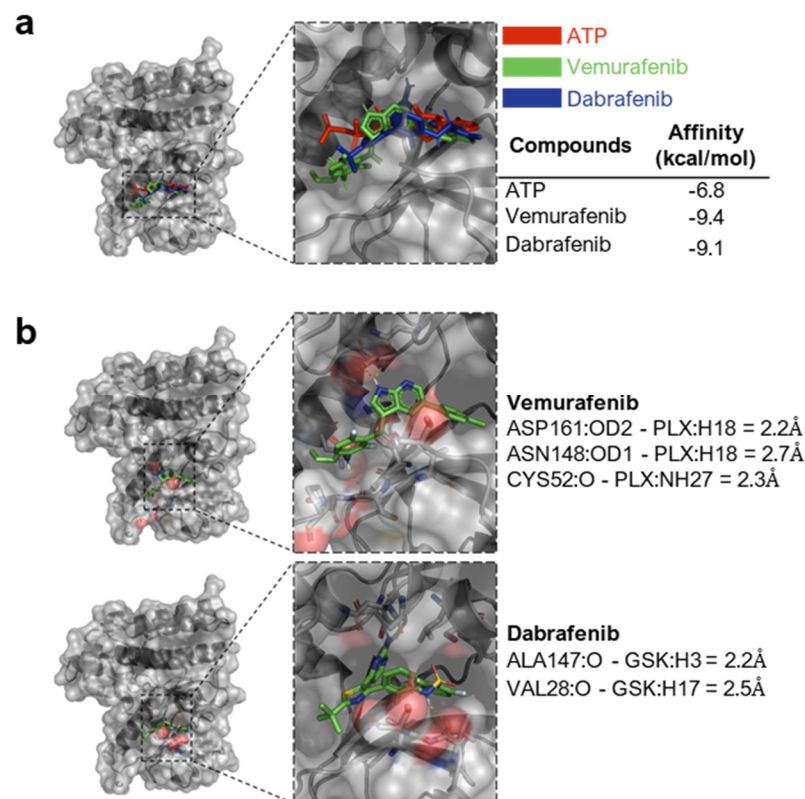 a
ATP
Vemurafenib
Dabrafenib
Compounds Affinity (kcal/mol)
ATP -6.8
Vemurafenib -9.4
Dabrafenib -9.1
b
Vemurafenib
ASP161:OD2 - PLX:H18 = 2.2Å
ASN148:OD1 - PLX:H18 = 2.7Å
CYS52:O - PLX:NH27 = 2.3Å
Dabrafenib
ALA147:O - GSK:H3 = 2.2Å
VAL28:O - GSK:H17 = 2.5Å